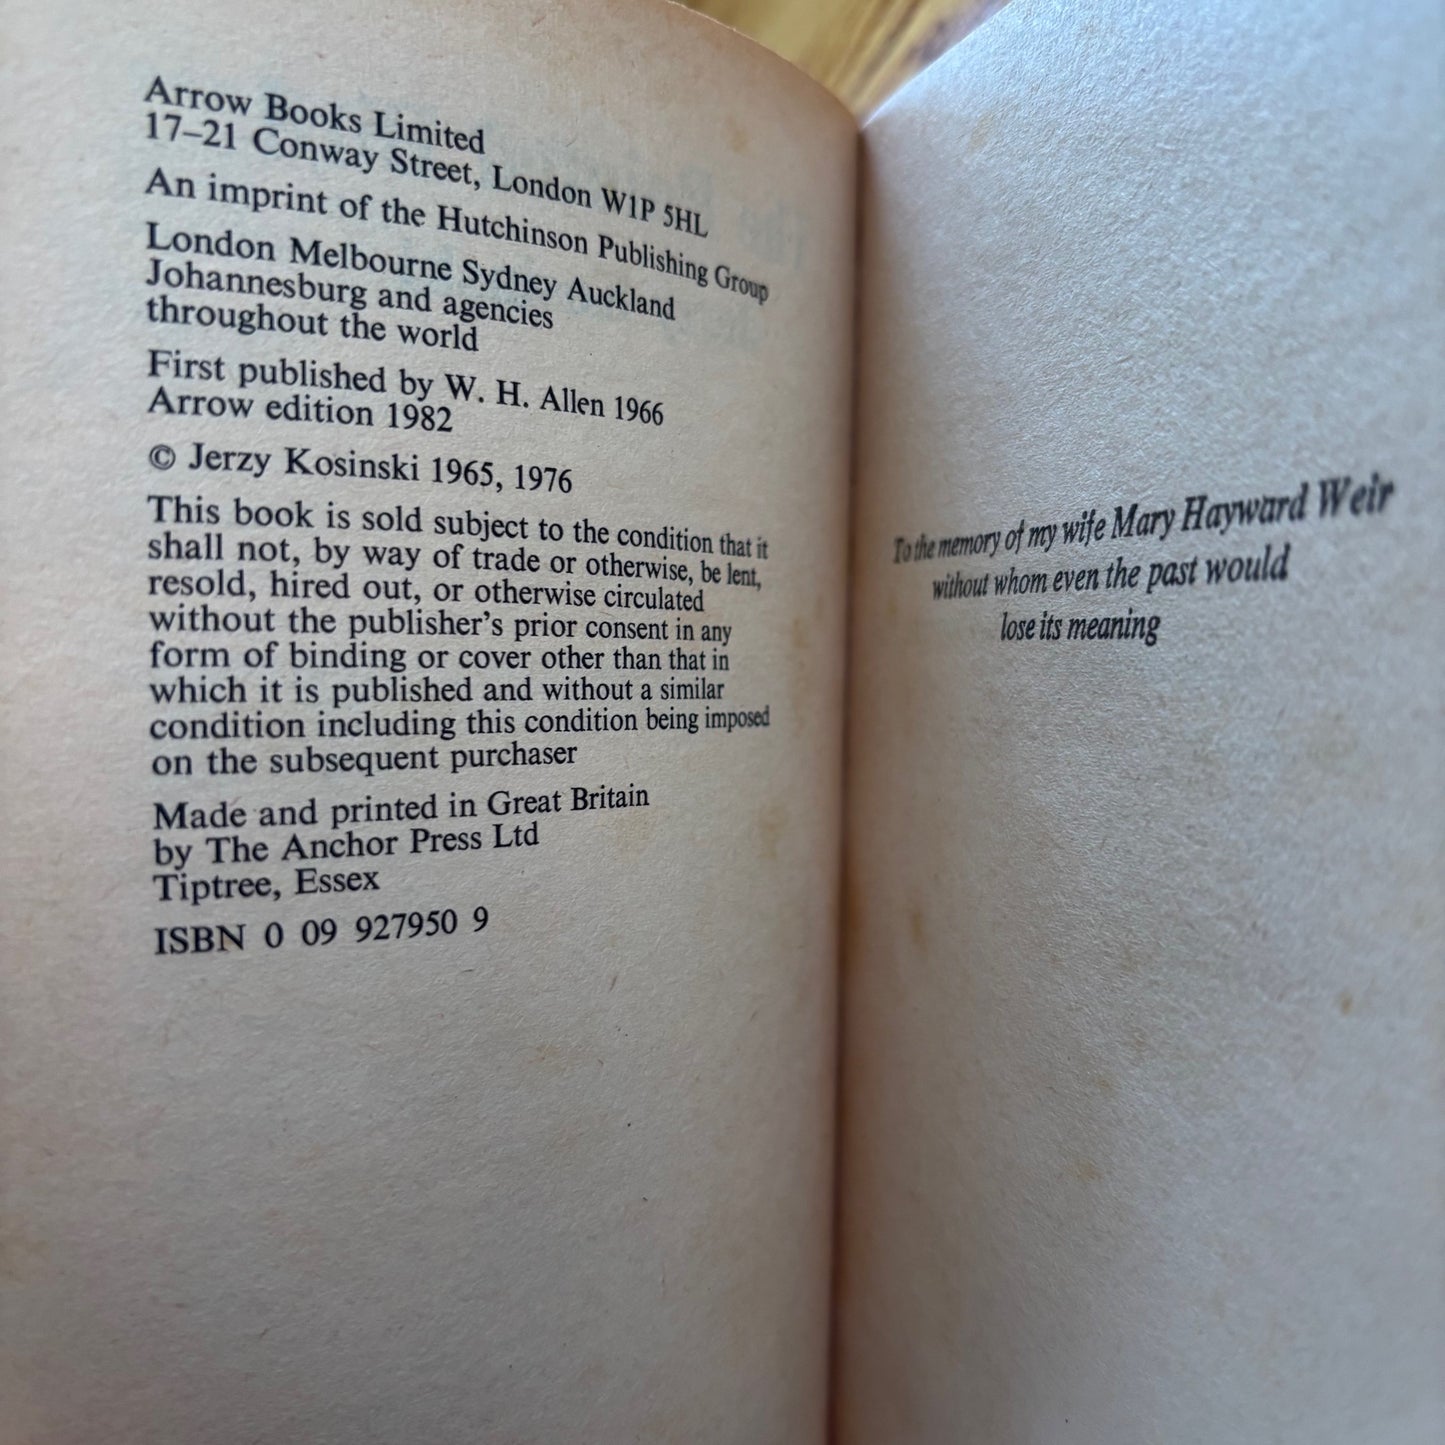 Arrow Books Limited
17–21 Conway Street, London W1P 5HL
An imprint of the Hutchinson Publishing Group
London Melbourne Sydney Auckland
Johannesburg and agencies
throughout the world
First published by W. H. Allen 1966
Arrow edition 1982
© Jerzy Kosinski 1965, 1976
This book is sold subject to the condition that it
shall not, by way of trade or otherwise, be lent,
resold, hired out, or otherwise circulated
without the publisher's prior consent in any
form of binding or cover other than that in
which it is published and without a similar
condition including this condition being imposed
on the subsequent purchaser
Made and printed in Great Britain
by The Anchor Press Ltd
Tiptree, Essex
ISBN 0 09 927950 9
To the memory of my wife Mary Hayward Weir
without whom even the past would
lose its meaning